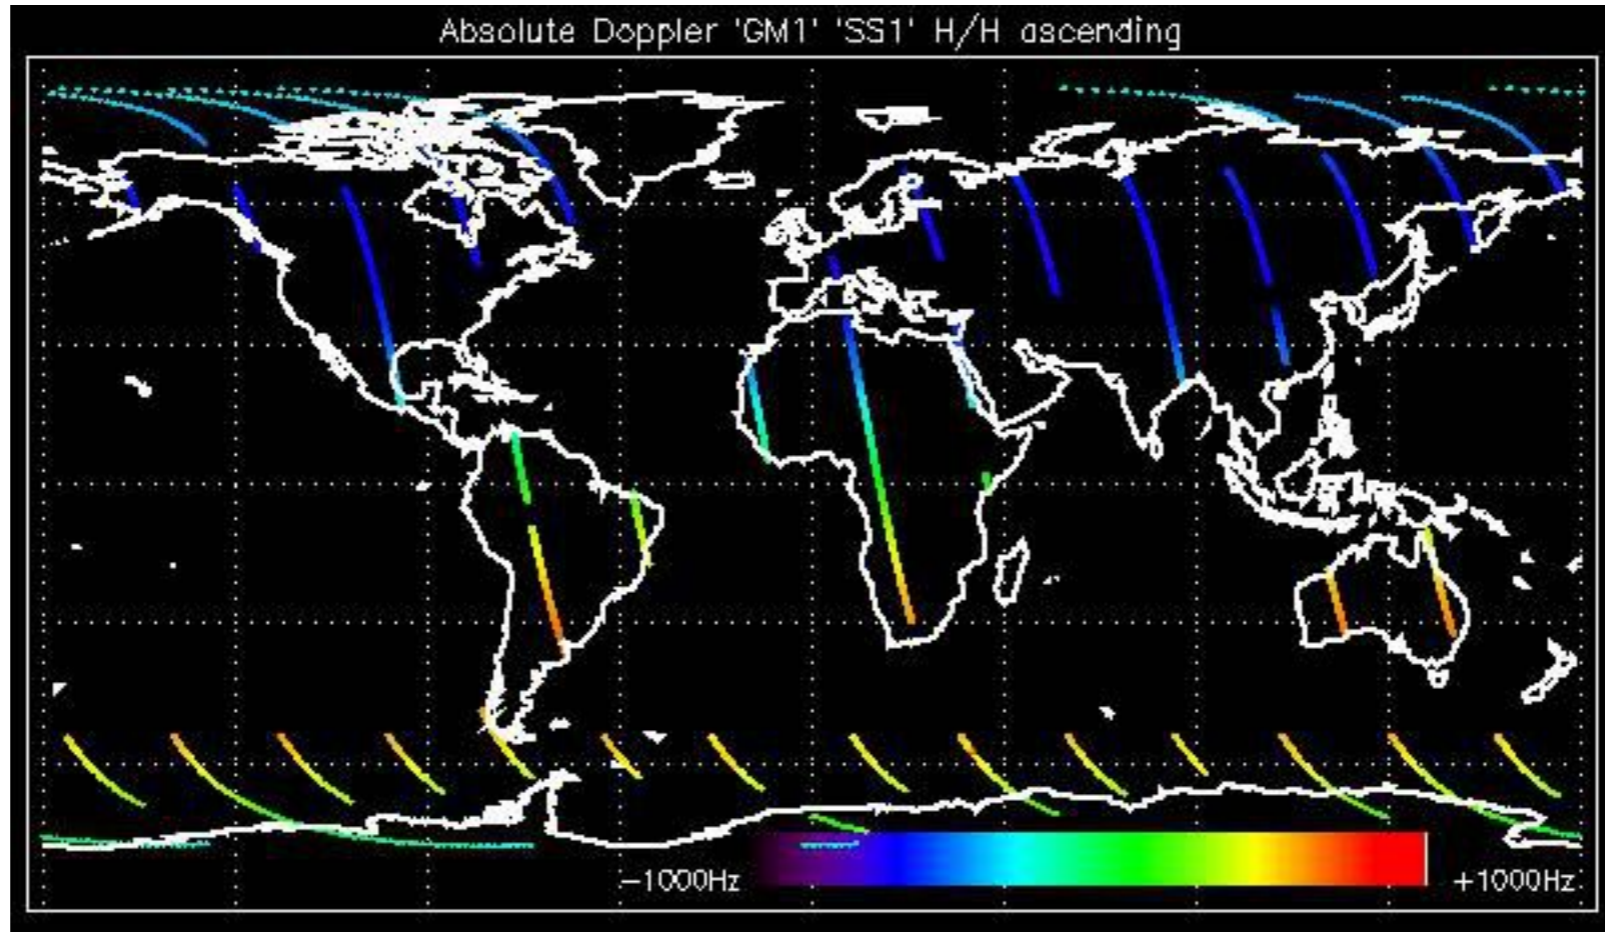 Absolute Doppler 'GM1' 'SS1' H/H ascending
−1000Hz
+1000Hz